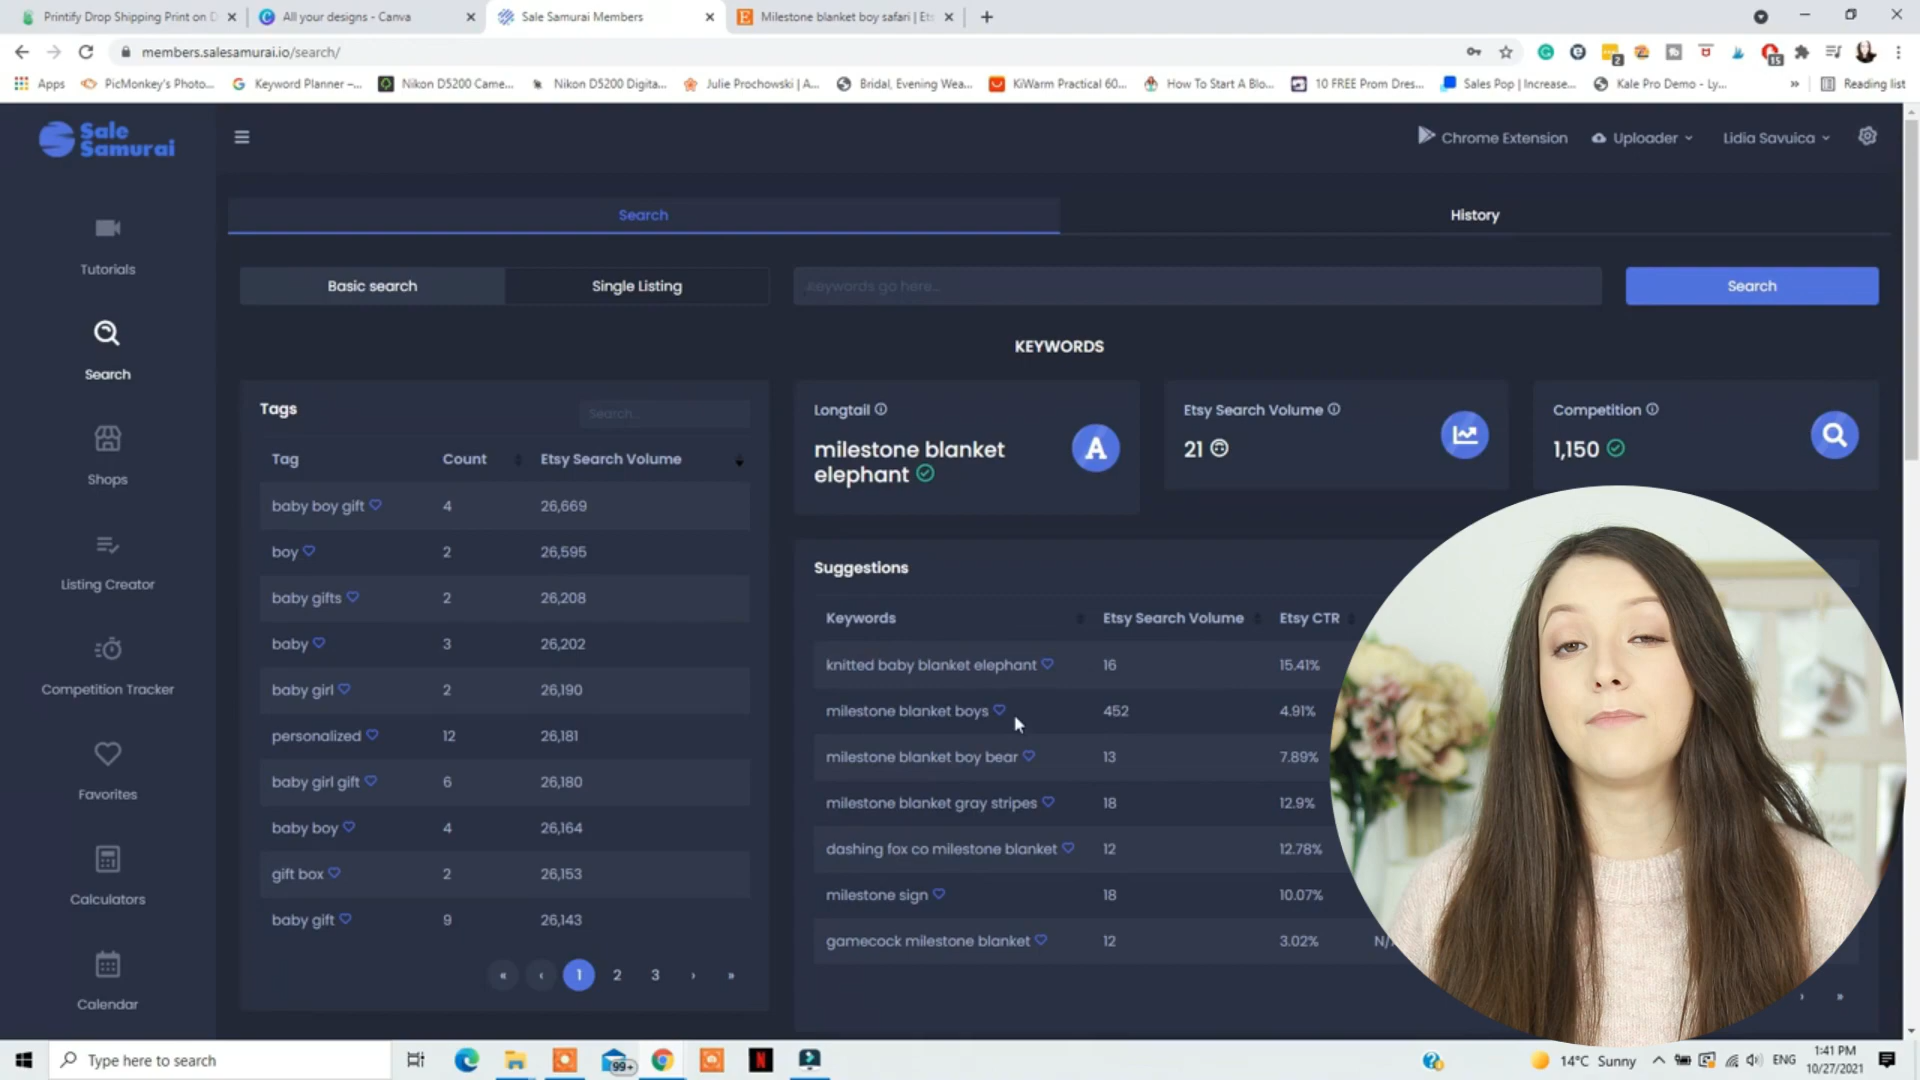 Printify Drop Shipping Print on D
All your designs - Canva
Sale Samurai Members
Milestone blanket boy safari | Ets
members.salesamurai.io/search/
2
15
Apps
PicMonkey's Photo...
Keyword Planner –...
Nikon D5200 Came...
Nikon D5200 Digita...
Julie Prochowski | A...
Bridal, Evening Wea...
KiWarm Practical 60...
How To Start A Blo...
10 FREE Prom Dres...
Sales Pop | Increase...
Kale Pro Demo - Ly...
Reading list
Sale
Samurai
Chrome Extension
Uploader
Lidia Savuica
Search
History
Basic search
Single Listing
Keywords go here...
Search
KEYWORDS
Tutorials
Search
Shops
Listing Creator
Competition Tracker
Favorites
Calculators
Calendar
Tags
Search...
Tag Count Etsy Search Volume
baby boy gift 4 26,669
boy 2 26,595
baby gifts 2 26,208
baby 3 26,202
baby girl 2 26,190
personalized 12 26,181
baby girl gift 6 26,180
baby boy 4 26,164
gift box 2 26,153
baby gift 9 26,143
« ‹ 1 2 3 › »
Longtail
milestone blanket
elephant
A
Etsy Search Volume
21
Competition
1,150
Suggestions
Keywords Etsy Search Volume Etsy CTR
knitted baby blanket elephant 16 15.41%
milestone blanket boys 452 4.91%
milestone blanket boy bear 13 7.89%
milestone blanket gray stripes 18 12.9%
dashing fox co milestone blanket 12 12.78%
milestone sign 18 10.07%
gamecock milestone blanket 12 3.02% N/
› »
Type here to search
99+
N
14°C Sunny
ENG
1:41 PM
10/27/2021